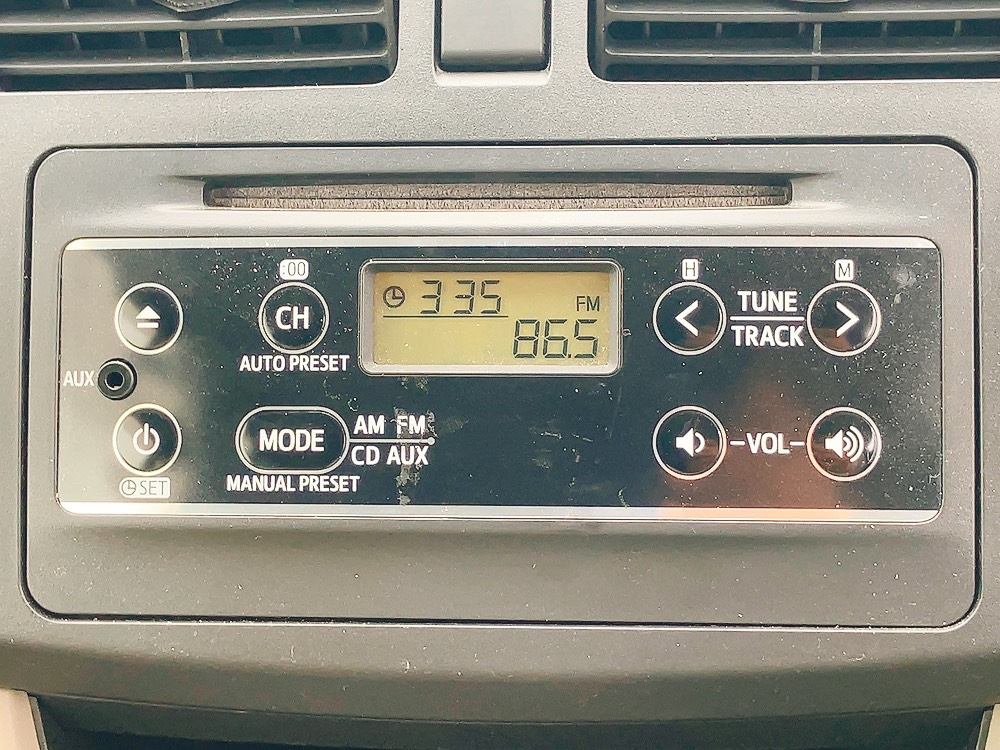 :00
H
M
CH
3 35
FM
86.5
TUNE
TRACK
AUTO PRESET
AUX
MODE
AM FM
CD AUX
-VOL-
MANUAL PRESET
SET